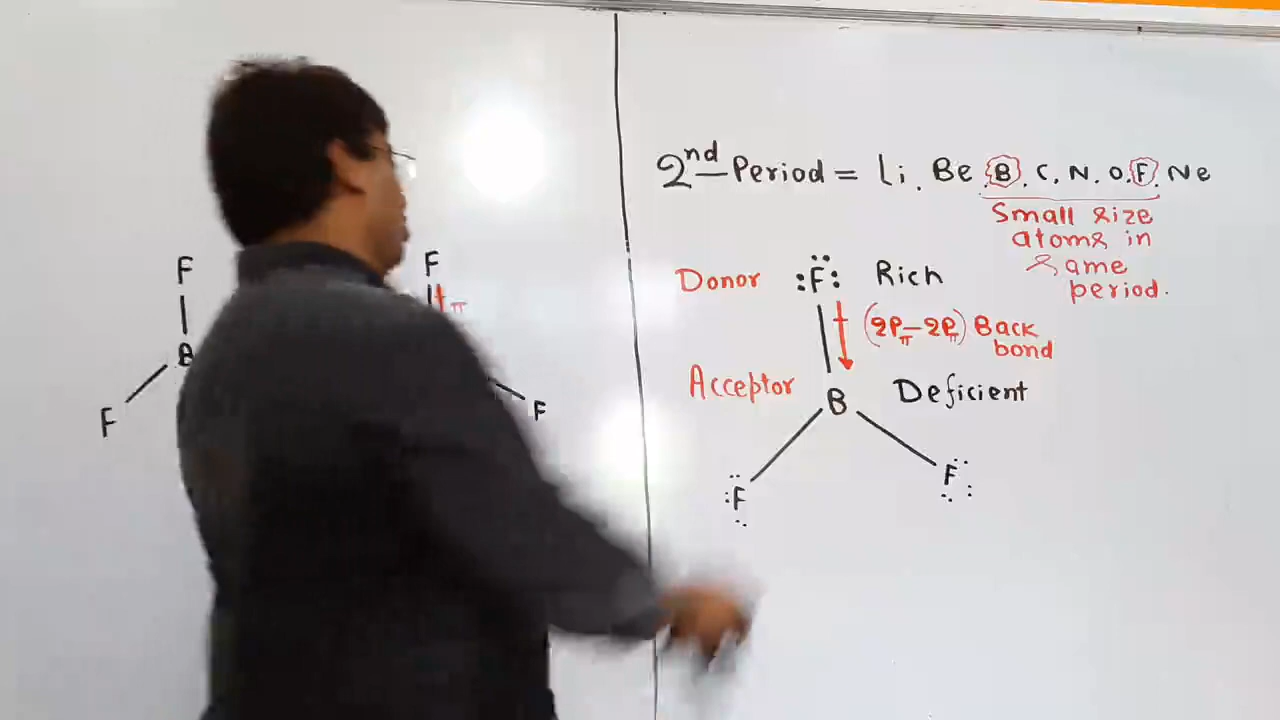 2nd Period = Li. Be. B. C. N. O. F. Ne
Small size
atoms in
same
period.
Donor :F: Rich
(2Pπ-2Pπ) Back
bond
Acceptor B Deficient
F F
F F
π
B
F F